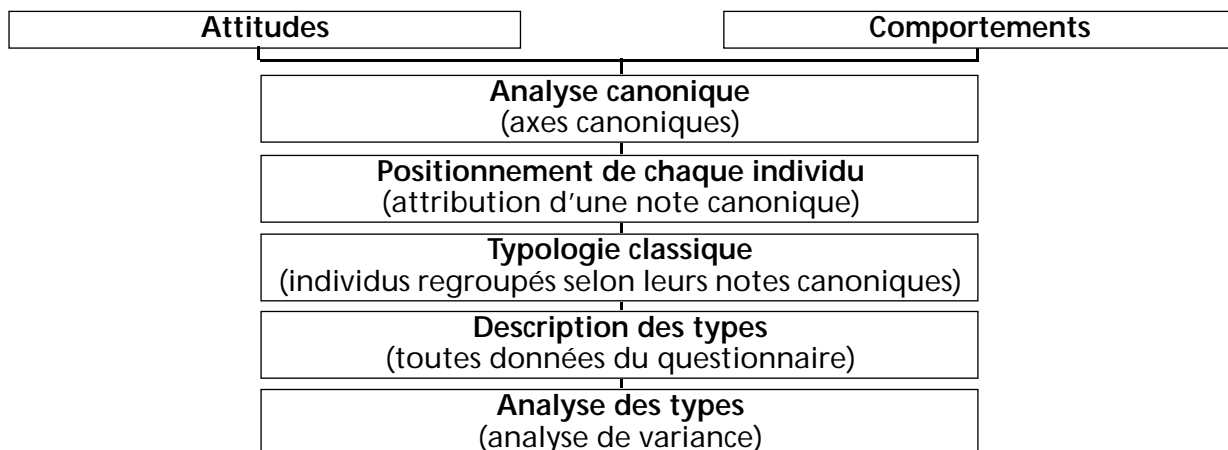 Attitudes
Comportements
Analyse canonique
(axes canoniques)
Positionnement de chaque individu
(attribution d'une note canonique)
Typologie classique
(individus regroupés selon leurs notes canoniques)
Description des types
(toutes données du questionnaire)
Analyse des types
(analyse de variance)